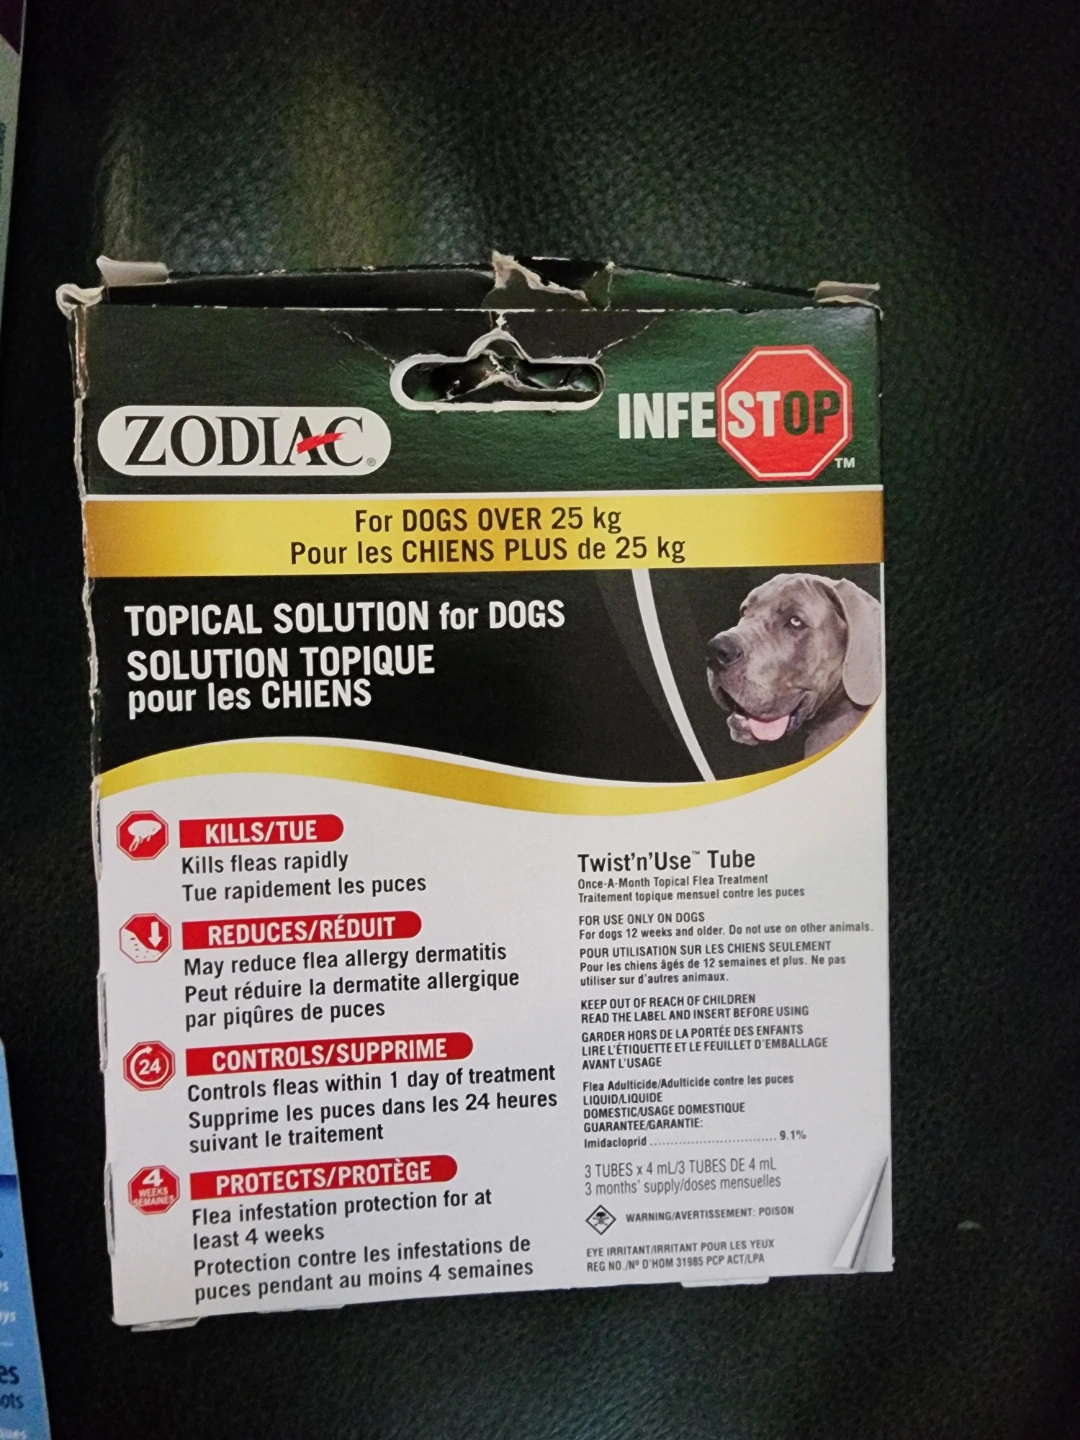 ZODIAC®
INFESTOP™
For DOGS OVER 25 kg
Pour les CHIENS PLUS de 25 kg
TOPICAL SOLUTION for DOGS
SOLUTION TOPIQUE
pour les CHIENS
KILLS/TUE
Kills fleas rapidly
Tue rapidement les puces
REDUCES/RÉDUIT
May reduce flea allergy dermatitis
Peut réduire la dermatite allergique
par piqûres de puces
24
CONTROLS/SUPPRIME
Controls fleas within 1 day of treatment
Supprime les puces dans les 24 heures
suivant le traitement
4
WEEKS
SEMAINES
PROTECTS/PROTÈGE
Flea infestation protection for at
least 4 weeks
Protection contre les infestations de
puces pendant au moins 4 semaines
Twist'n'Use™ Tube
Once-A-Month Topical Flea Treatment
Traitement topique mensuel contre les puces
FOR USE ONLY ON DOGS
For dogs 12 weeks and older. Do not use on other animals.
POUR UTILISATION SUR LES CHIENS SEULEMENT
Pour les chiens âgés de 12 semaines et plus. Ne pas
utiliser sur d'autres animaux.
KEEP OUT OF REACH OF CHILDREN
READ THE LABEL AND INSERT BEFORE USING
GARDER HORS DE LA PORTÉE DES ENFANTS
LIRE L'ÉTIQUETTE ET LE FEUILLET D'EMBALLAGE
AVANT L'USAGE
Flea Adulticide/Adulticide contre les puces
LIQUID/LIQUIDE
DOMESTIC/USAGE DOMESTIQUE
GUARANTEE/GARANTIE:
Imidacloprid .............................. 9.1%
3 TUBES x 4 mL/3 TUBES DE 4 mL
3 months' supply/doses mensuelles
WARNING/AVERTISSEMENT: POISON
EYE IRRITANT/IRRITANT POUR LES YEUX
REG NO./Nº D'HOM 31985 PCP ACT/LPA